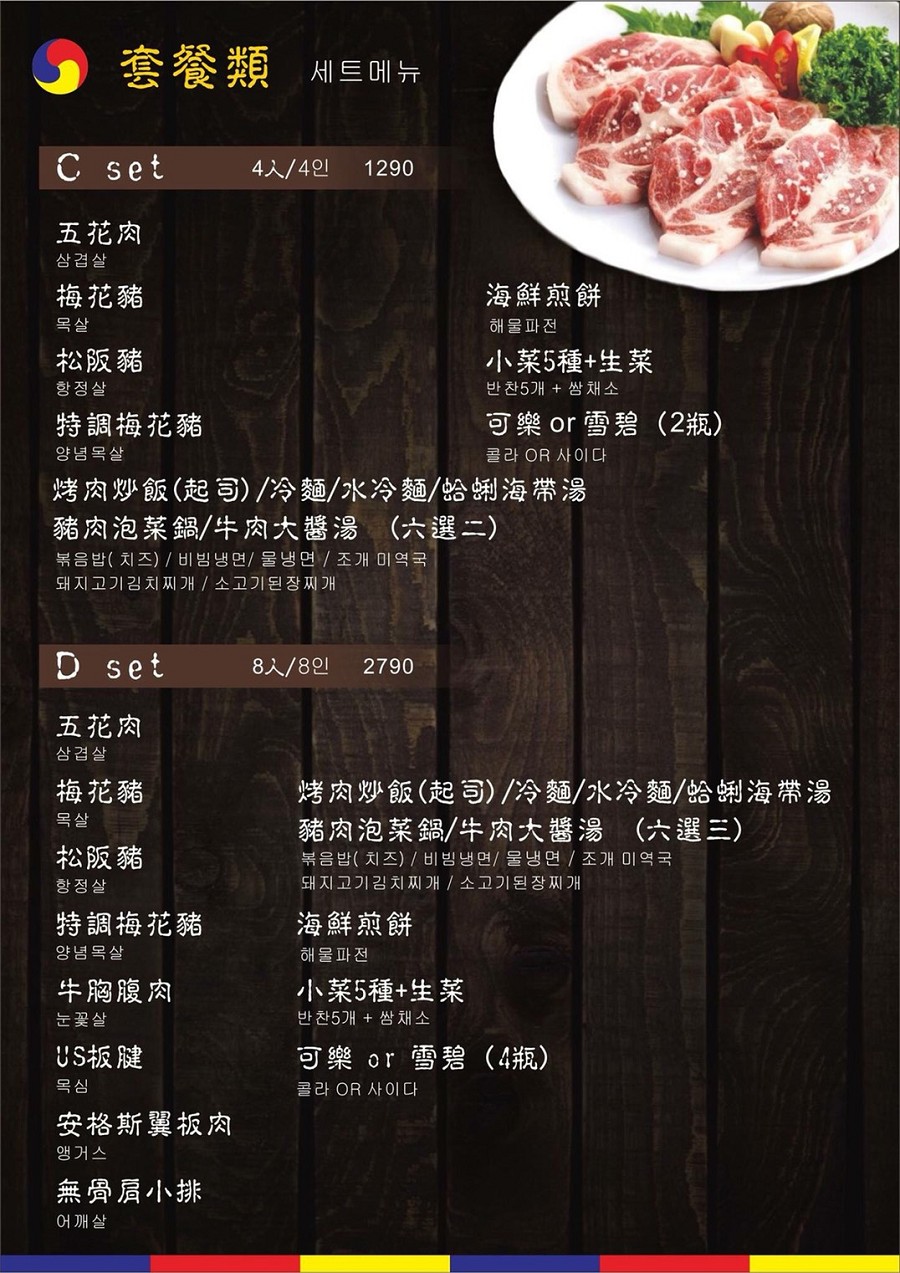 套餐類 세트메뉴
C set 4人/4인 1290
五花肉
삼겹살
梅花豬
목살
松阪豬
항정살
特調梅花豬
양념목살
海鮮煎餅
해물파전
小菜5種+生菜
반찬5개 + 쌈채소
可樂 or 雪碧 (2瓶)
콜라 OR 사이다
烤肉炒飯(起司)/冷麵/水冷麵/蛤蜊海帶湯
豬肉泡菜鍋/牛肉大醬湯 (六選二)
볶음밥( 치즈) / 비빔냉면/ 물냉면 / 조개 미역국
돼지고기김치찌개 / 소고기된장찌개
D set 8人/8인 2790
五花肉
삼겹살
梅花豬
목살
松阪豬
항정살
特調梅花豬
양념목살
牛胸腹肉
눈꽃살
US板腱
목심
安格斯翼板肉
앵거스
無骨肩小排
어깨살
烤肉炒飯(起司)/冷麵/水冷麵/蛤蜊海帶湯
豬肉泡菜鍋/牛肉大醬湯 (六選三)
볶음밥( 치즈) / 비빔냉면/ 물냉면 / 조개 미역국
돼지고기김치찌개 / 소고기된장찌개
海鮮煎餅
해물파전
小菜5種+生菜
반찬5개 + 쌈채소
可樂 or 雪碧 (4瓶)
콜라 OR 사이다